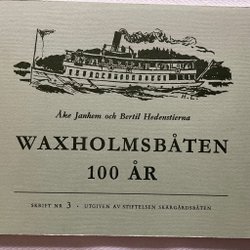 Åke Janhem och Bertil Hedenstierna
WAXHOLMSBÅTEN
100 ÅR
SKRIFT NR 3 • UTGIVEN AV STIFTELSEN SKÄRGÅRDSBÅTEN